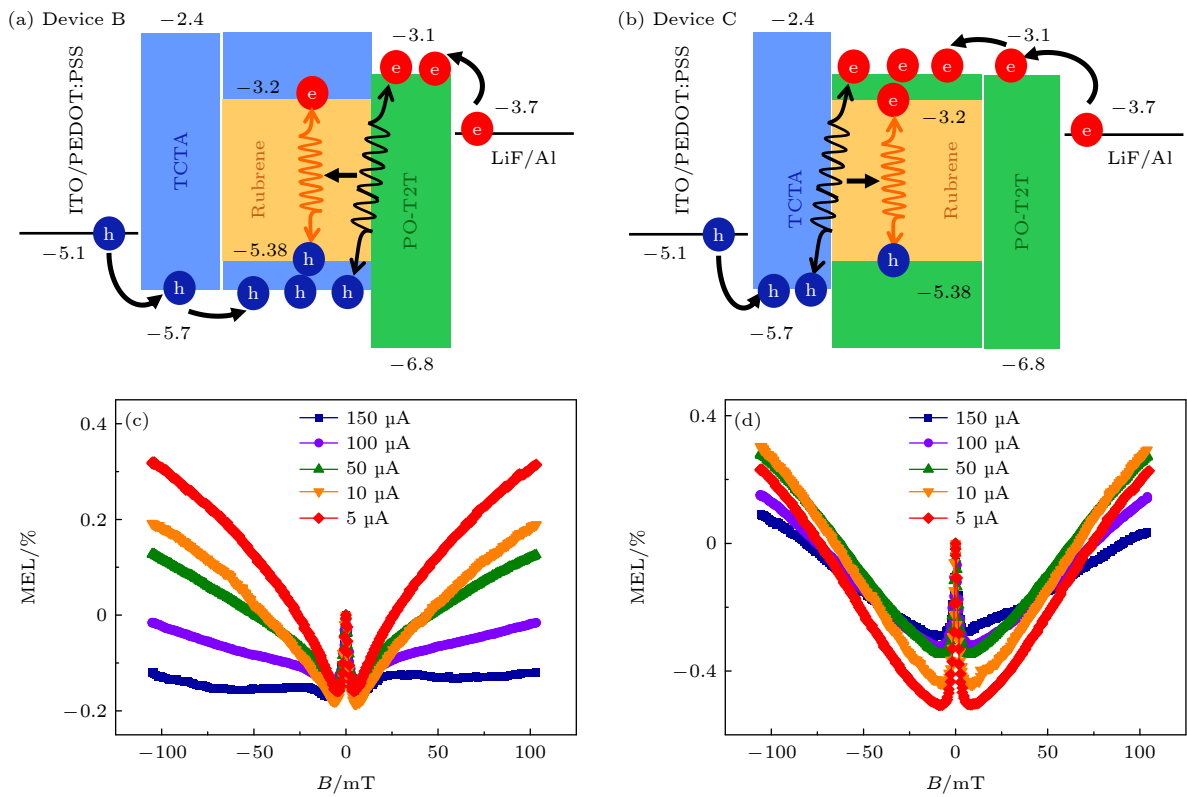 (a) Device B
−2.4
−3.1
−3.2
e
e
e
e
−3.7
LiF/Al
ITO/PEDOT:PSS
TCTA
Rubrene
PO-T2T
h
−5.1
−5.38
h
h
h
h
h
−5.7
−6.8
(b) Device C
−2.4
−3.1
e
e
e
e
e
−3.2
−3.7
e
LiF/Al
ITO/PEDOT:PSS
TCTA
Rubrene
PO-T2T
h
−5.1
h
h
h
−5.38
−5.7
−6.8
(c)
150 μA
100 μA
50 μA
10 μA
5 μA
0.4
0.2
0
−0.2
MEL/%
−100
−50
0
50
100
B/mT
(d)
150 μA
100 μA
50 μA
10 μA
5 μA
0.4
0
−0.4
MEL/%
−100
−50
0
50
100
B/mT